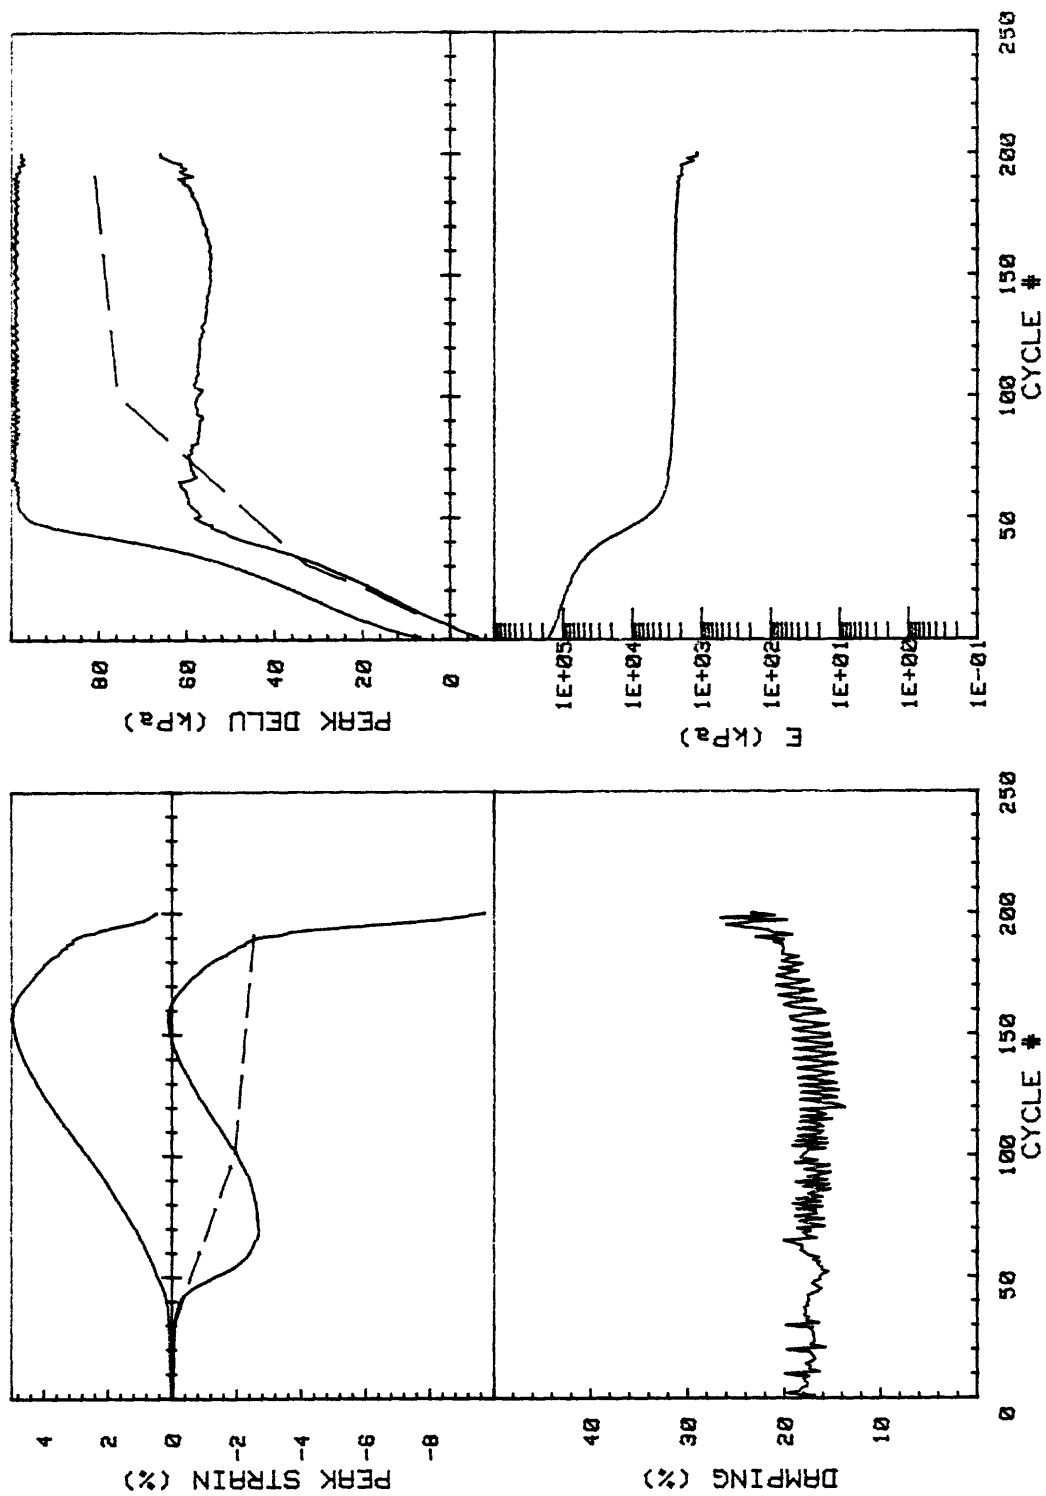 PEAK STRAIN (%)
4
2
0
-2
-4
-6
-8
DAMPING (%)
40
30
20
10
0
50
100
150
200
250
CYCLE #
PEAK DELU (kPa)
80
60
40
20
0
E (kPa)
1E+05
1E+04
1E+03
1E+02
1E+01
1E+00
1E-01
50
100
150
200
250
CYCLE #